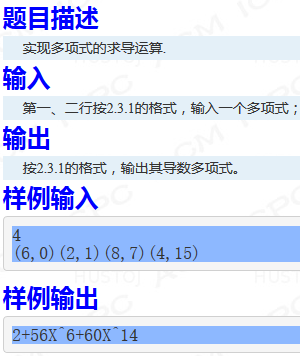 题目描述
实现多项式的求导运算.
输入
第一、二行按2.3.1的格式，输入一个多项式；
输出
按2.3.1的格式，输出其导数多项式。
样例输入
4
(6,0)(2,1)(8,7)(4,15)
样例输出
2+56X^6+60X^14